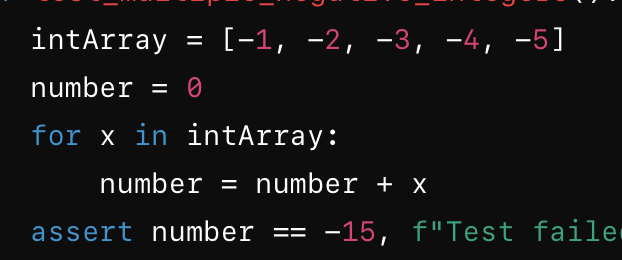 intArray = [-1, -2, -3, -4, -5]
number = 0
for x in intArray:
number = number + x
assert number == -15, f"Test faile